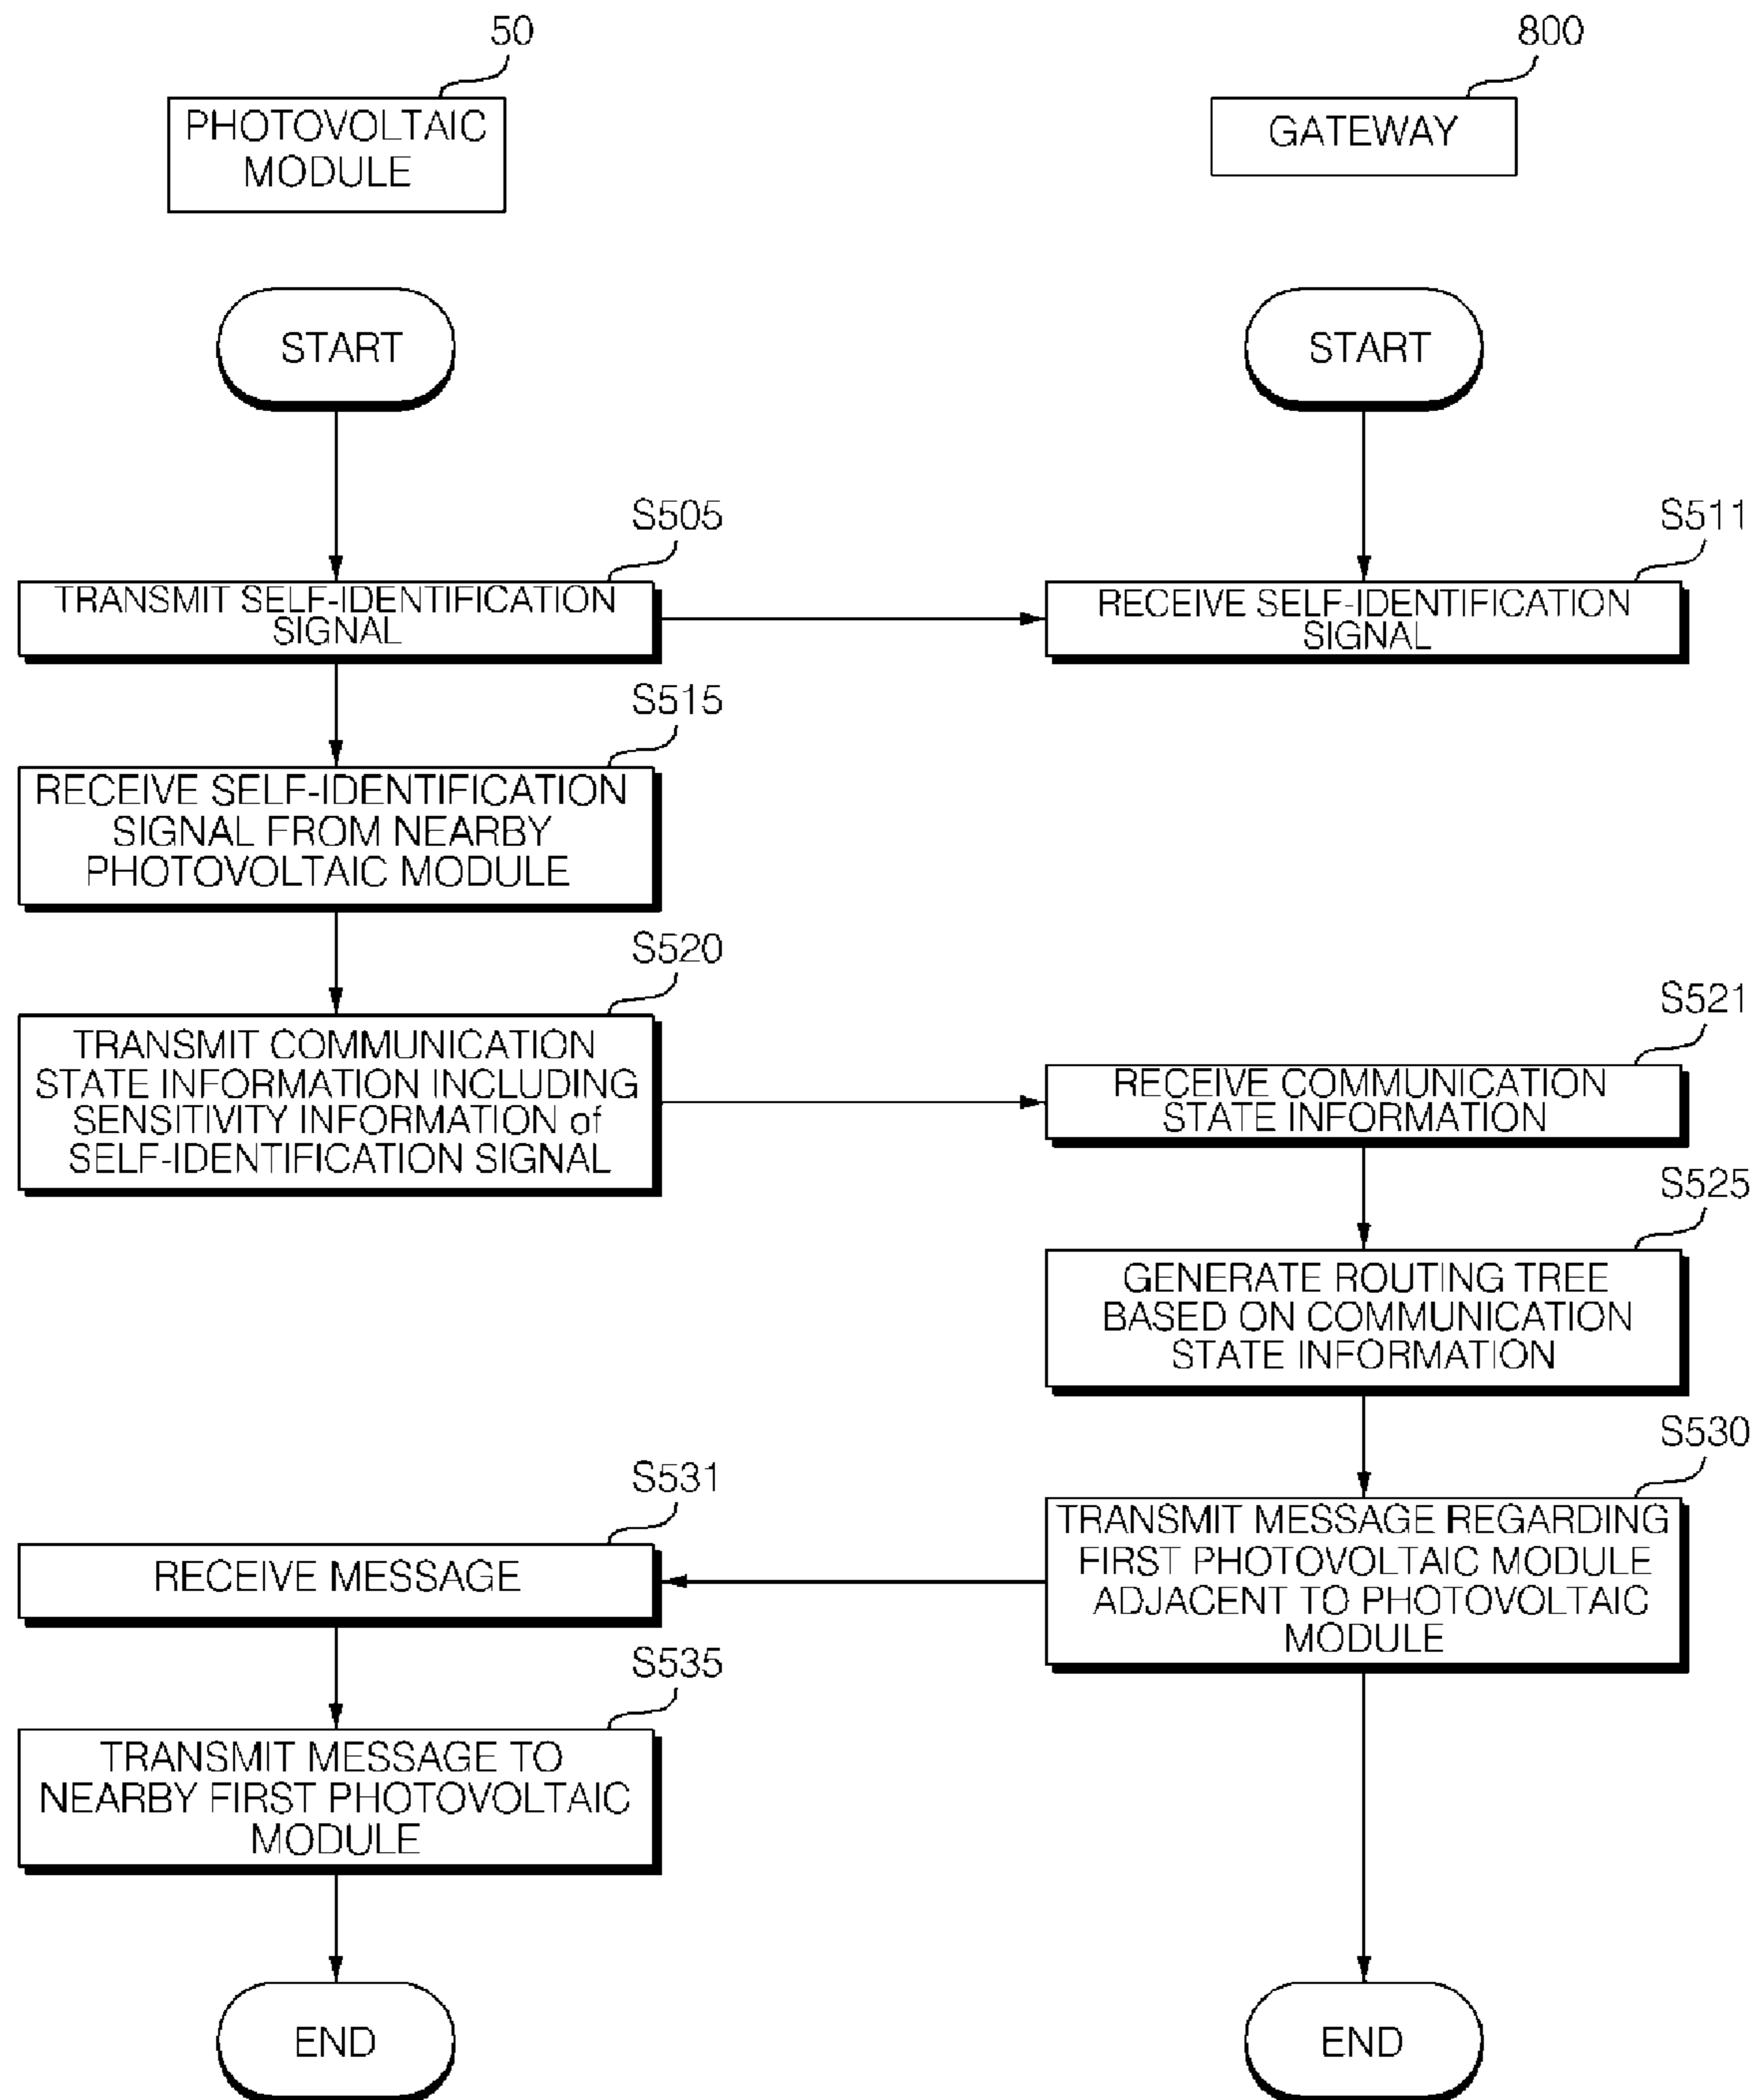 50
800
PHOTOVOLTAIC
MODULE
GATEWAY
START
START
S505
S511
TRANSMIT SELF-IDENTIFICATION
SIGNAL
RECEIVE SELF-IDENTIFICATION
SIGNAL
S515
RECEIVE SELF-IDENTIFICATION
SIGNAL FROM NEARBY
PHOTOVOLTAIC MODULE
S520
TRANSMIT COMMUNICATION
STATE INFORMATION INCLUDING
SENSITIVITY INFORMATION of
SELF-IDENTIFICATION SIGNAL
S521
RECEIVE COMMUNICATION
STATE INFORMATION
S525
GENERATE ROUTING TREE
BASED ON COMMUNICATION
STATE INFORMATION
S530
TRANSMIT MESSAGE REGARDING
FIRST PHOTOVOLTAIC MODULE
ADJACENT TO PHOTOVOLTAIC
MODULE
S531
RECEIVE MESSAGE
S535
TRANSMIT MESSAGE TO
NEARBY FIRST PHOTOVOLTAIC
MODULE
END
END